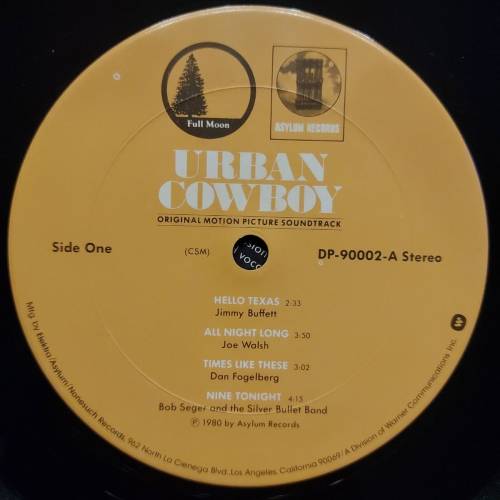 Full Moon
ASYLUM RECORDS
URBAN
COWBOY
ORIGINAL MOTION PICTURE SOUNDTRACK
Side One
(CSM)
DP-90002-A Stereo
HELLO TEXAS 2:33
Jimmy Buffett
ALL NIGHT LONG 3:50
Joe Walsh
TIMES LIKE THESE 3:02
Dan Fogelberg
NINE TONIGHT 4:15
Bob Seger and the Silver Bullet Band
℗ 1980 by Asylum Records
Mfg. by Elektra/Asylum/Nonesuch Records, 962 North La Cienega Blvd., Los Angeles, California 90069/A Division of Warner Communications Inc.